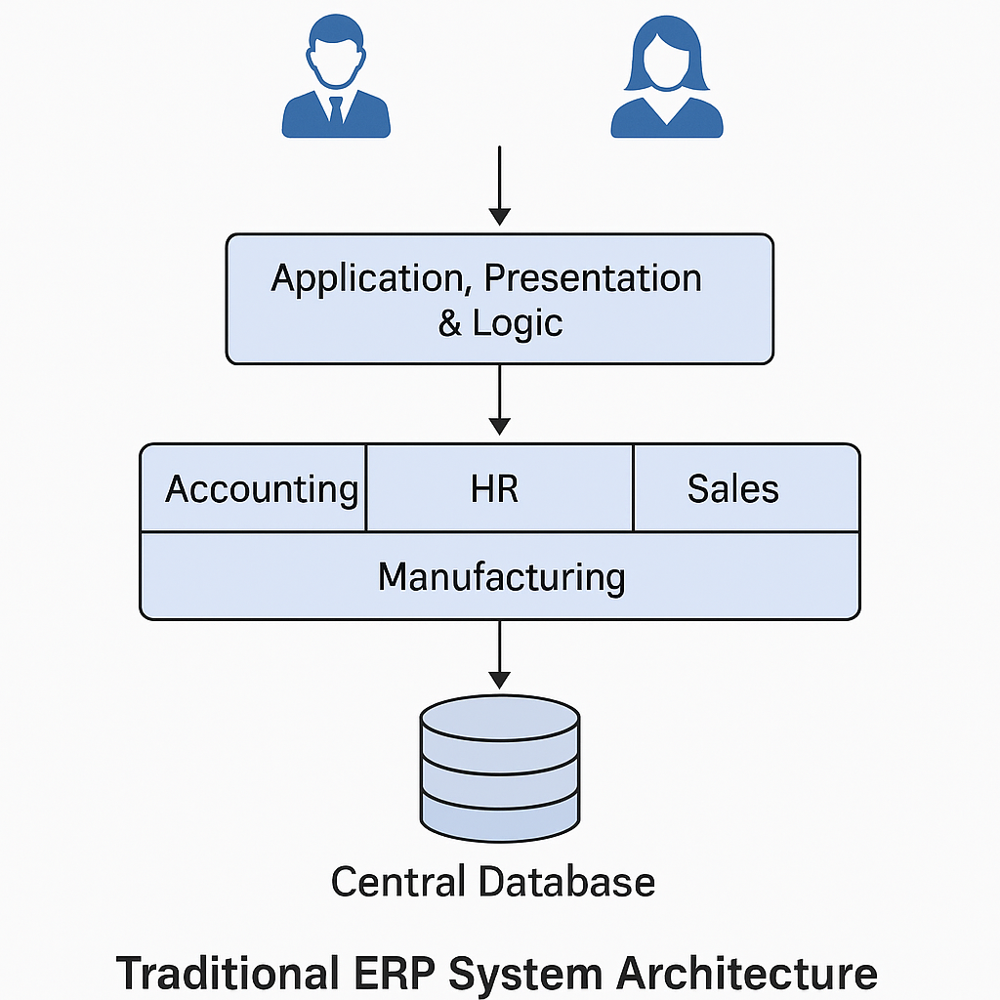 Application, Presentation
& Logic
Accounting
HR
Sales
Manufacturing
Central Database
Traditional ERP System Architecture